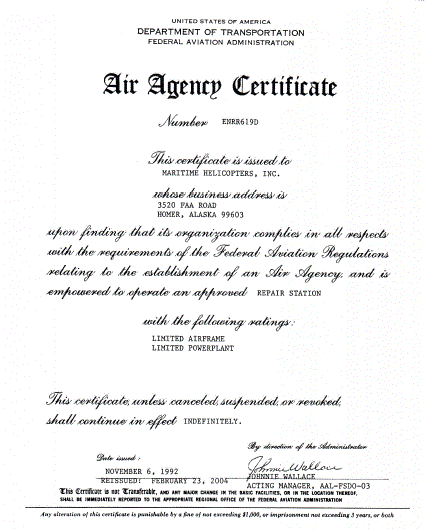 UNITED STATES OF AMERICA
DEPARTMENT OF TRANSPORTATION
FEDERAL AVIATION ADMINISTRATION
Air Agency Certificate
Number ENRR619D
This certificate is issued to
MARITIME HELICOPTERS, INC.
whose business address is
3520 FAA ROAD
HOMER, ALASKA 99603
upon finding that its organization complies in all respects
with the requirements of the Federal Aviation Regulations
relating to the establishment of an Air Agency, and is
empowered to operate an approved REPAIR STATION
with the following ratings:
LIMITED AIRFRAME
LIMITED POWERPLANT
This certificate, unless canceled, suspended, or revoked,
shall continue in effect INDEFINITELY.
By direction of the Administrator
Date issued:
Johnnie Wallace
NOVEMBER 6, 1992
JOHNNIE WALLACE
REISSUED: FEBRUARY 23, 2004
ACTING MANAGER, AAL-FSDO-03
This Certificate is not Transferable, AND ANY MAJOR CHANGE IN THE BASIC FACILITIES, OR IN THE LOCATION THEREOF,
SHALL BE IMMEDIATELY REPORTED TO THE APPROPRIATE REGIONAL OFFICE OF THE FEDERAL AVIATION ADMINISTRATION
Any alteration of this certificate is punishable by a fine of not exceeding $1,000, or imprisonment not exceeding 3 years, or both